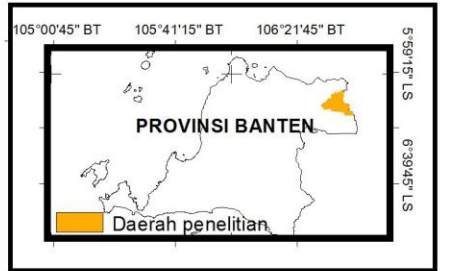 105°00'45" BT 105°41'15" BT 106°21'45" BT
5°59'15" LS
PROVINSI BANTEN
6°39'45" LS
Daerah penelitian